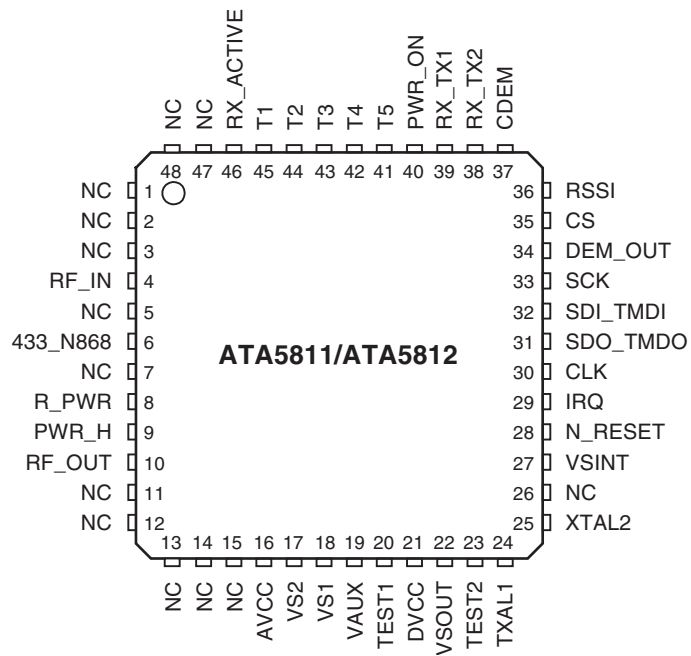 NC
NC
RX_ACTIVE
T1
T2
T3
T4
T5
PWR_ON
RX_TX1
RX_TX2
CDEM
48 47 46 45 44 43 42 41 40 39 38 37
NC 1 36 RSSI
NC 2 35 CS
NC 3 34 DEM_OUT
RF_IN 4 33 SCK
NC 5 32 SDI_TMDI
433_N868 6 31 SDO_TMDO
ATA5811/ATA5812
NC 7 30 CLK
R_PWR 8 29 IRQ
PWR_H 9 28 N_RESET
RF_OUT 10 27 VSINT
NC 11 26 NC
NC 12 25 XTAL2
13 14 15 16 17 18 19 20 21 22 23 24
NC
NC
NC
AVCC
VS2
VS1
VAUX
TEST1
DVCC
VSOUT
TEST2
TXAL1